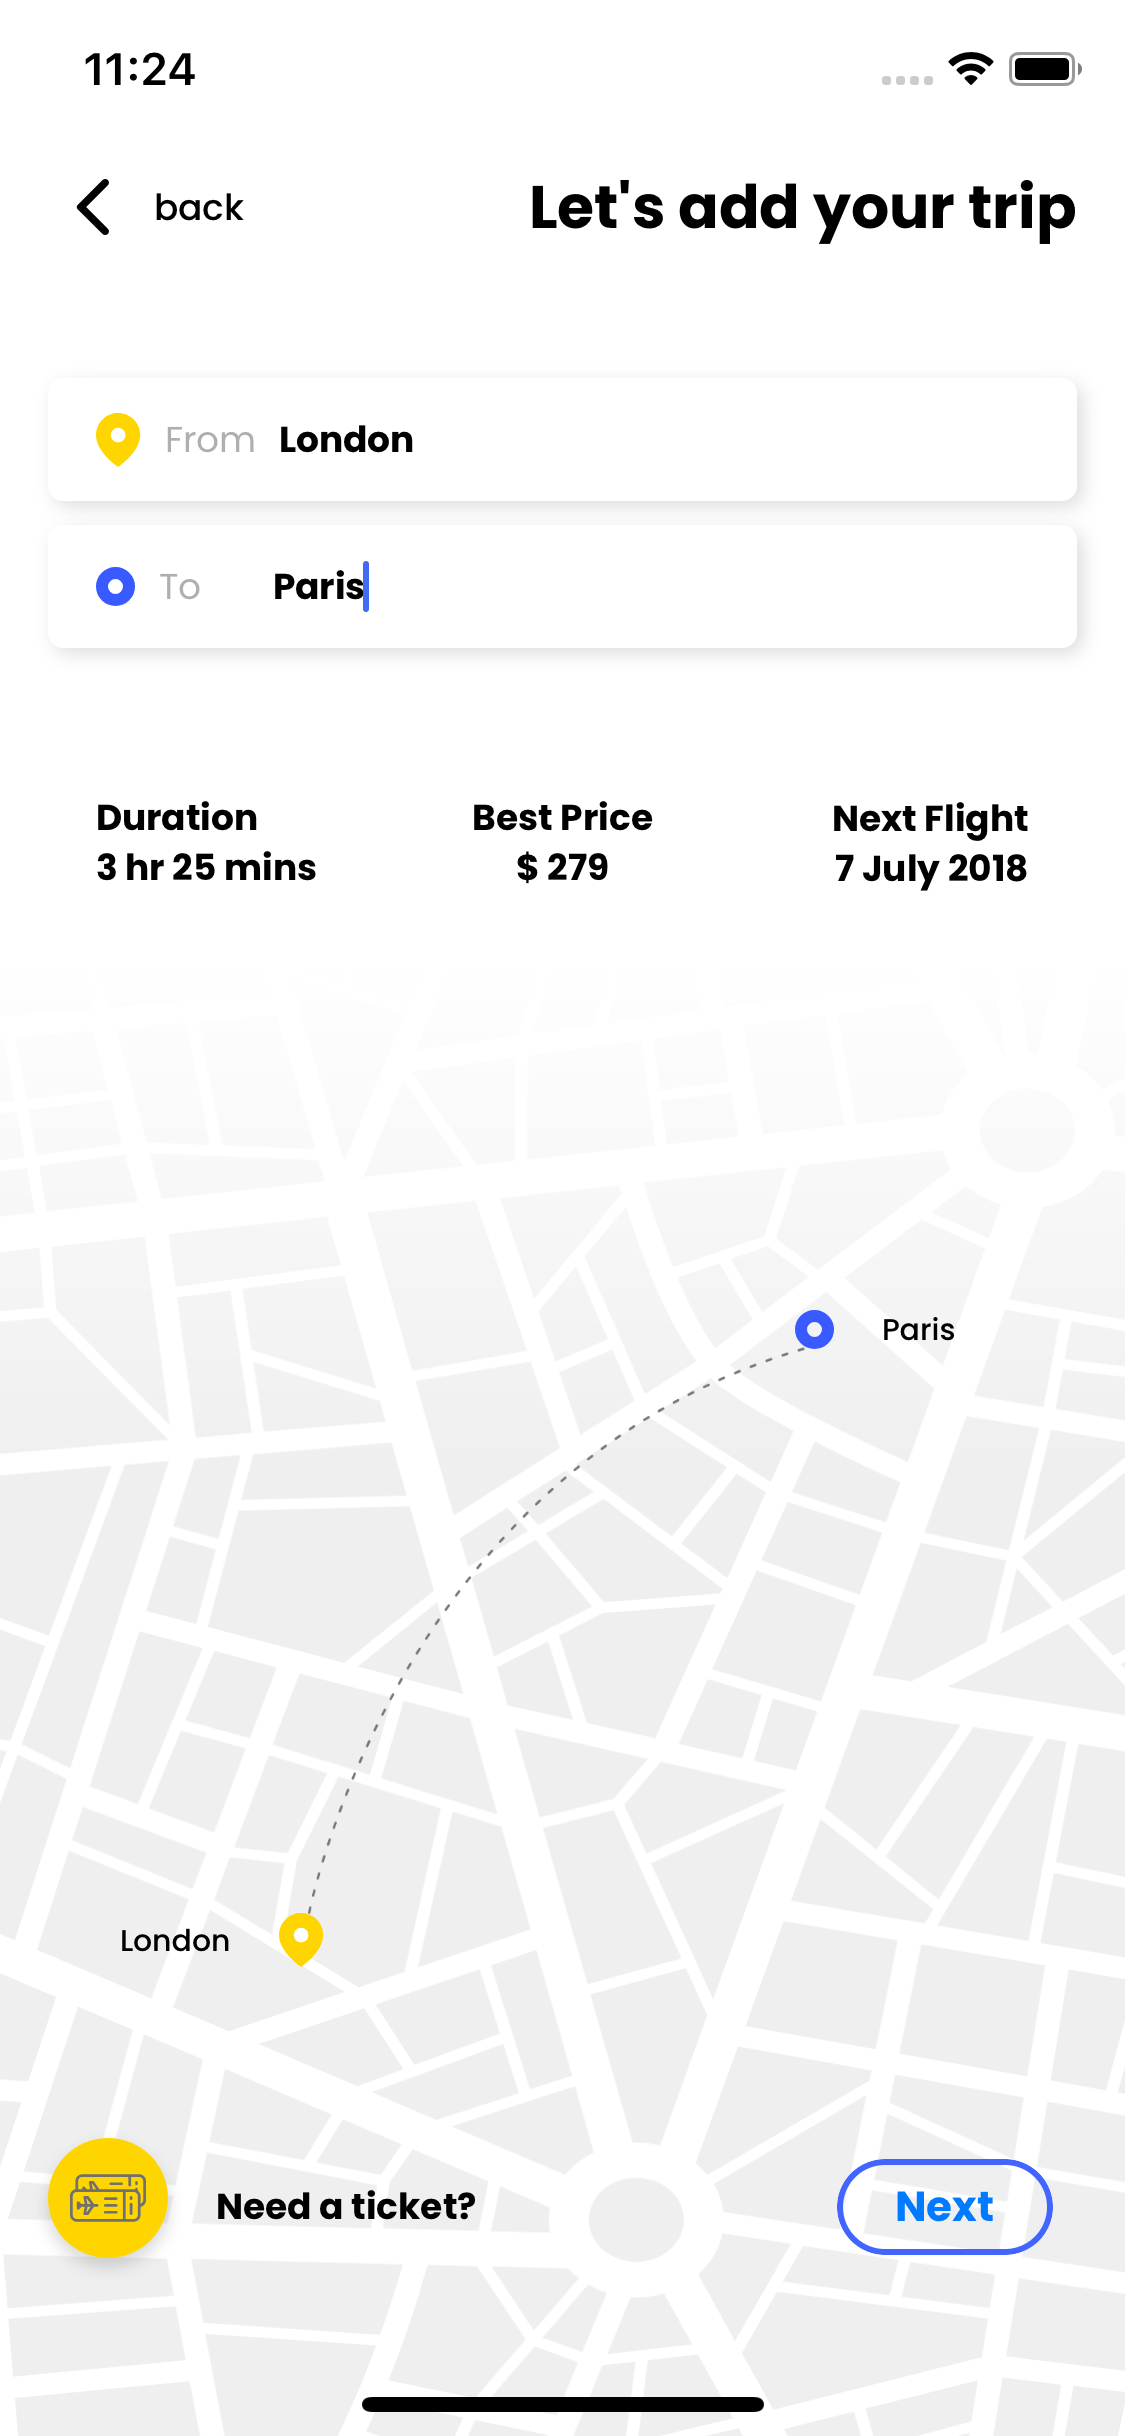 11:24
back
Let's add your trip
From London
To Paris
Duration
3 hr 25 mins
Best Price
$ 279
Next Flight
7 July 2018
Paris
London
Need a ticket?
Next